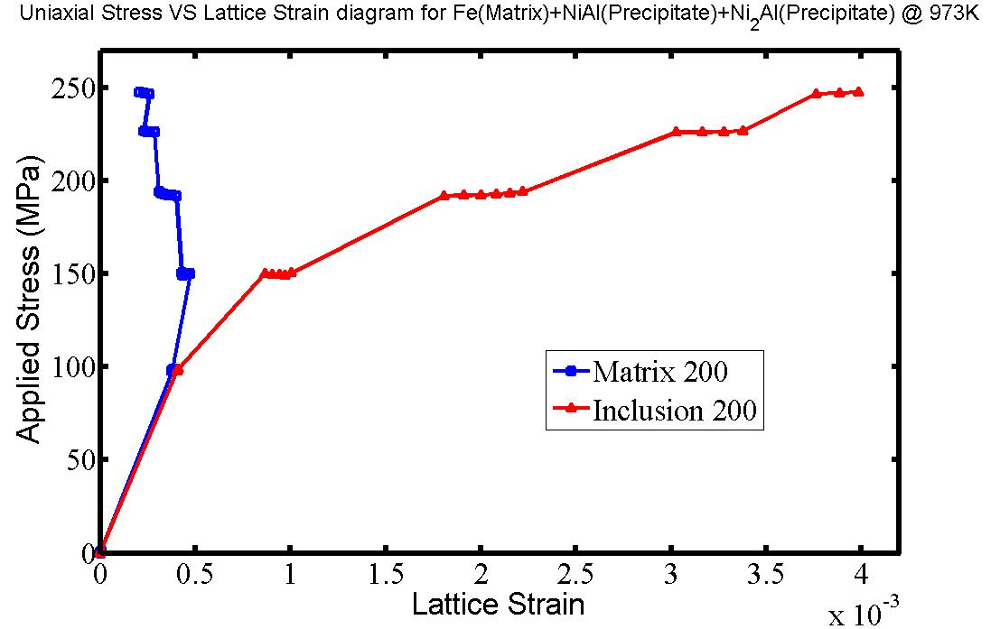 Uniaxial Stress VS Lattice Strain diagram for Fe(Matrix)+NiAl(Precipitate)+Ni₂Al(Precipitate) @ 973K
Applied Stress (MPa)
250
200
150
100
50
0
Matrix 200
Inclusion 200
0 0.5 1 1.5 2 2.5 3 3.5 4
Lattice Strain
x 10⁻³